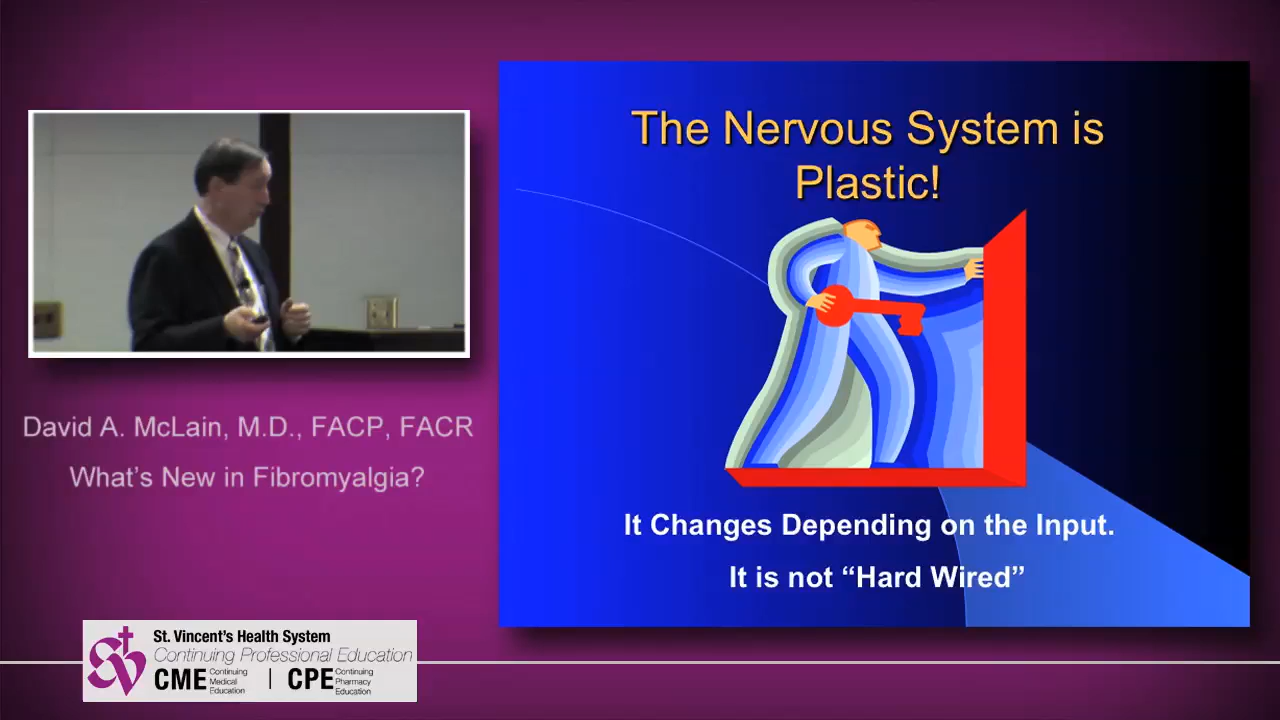 The Nervous System is
Plastic!
It Changes Depending on the Input.
It is not “Hard Wired”
David A. McLain, M.D., FACP, FACR
What’s New in Fibromyalgia?
St. Vincent’s Health System
Continuing Professional Education
CME Continuing Medical Education | CPE Continuing Pharmacy Education